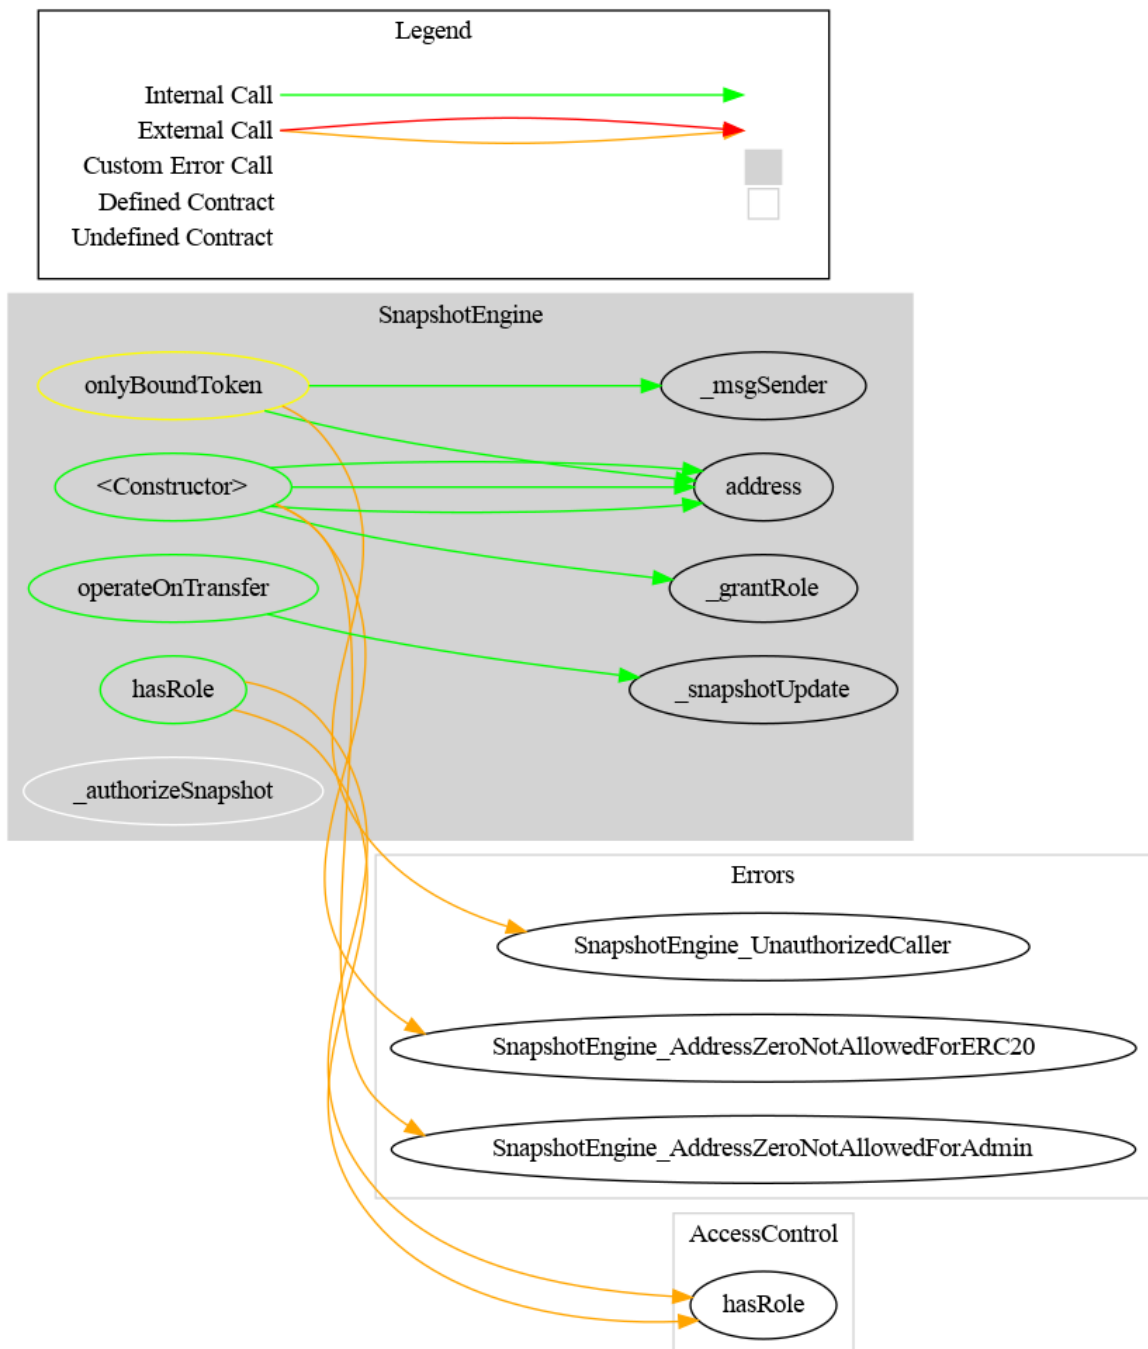 Legend
Internal Call
External Call
Custom Error Call
Defined Contract
Undefined Contract
SnapshotEngine
onlyBoundToken
_msgSender
<Constructor>
address
operateOnTransfer
_grantRole
hasRole
_snapshotUpdate
_authorizeSnapshot
Errors
SnapshotEngine_UnauthorizedCaller
SnapshotEngine_AddressZeroNotAllowedForERC20
SnapshotEngine_AddressZeroNotAllowedForAdmin
AccessControl
hasRole